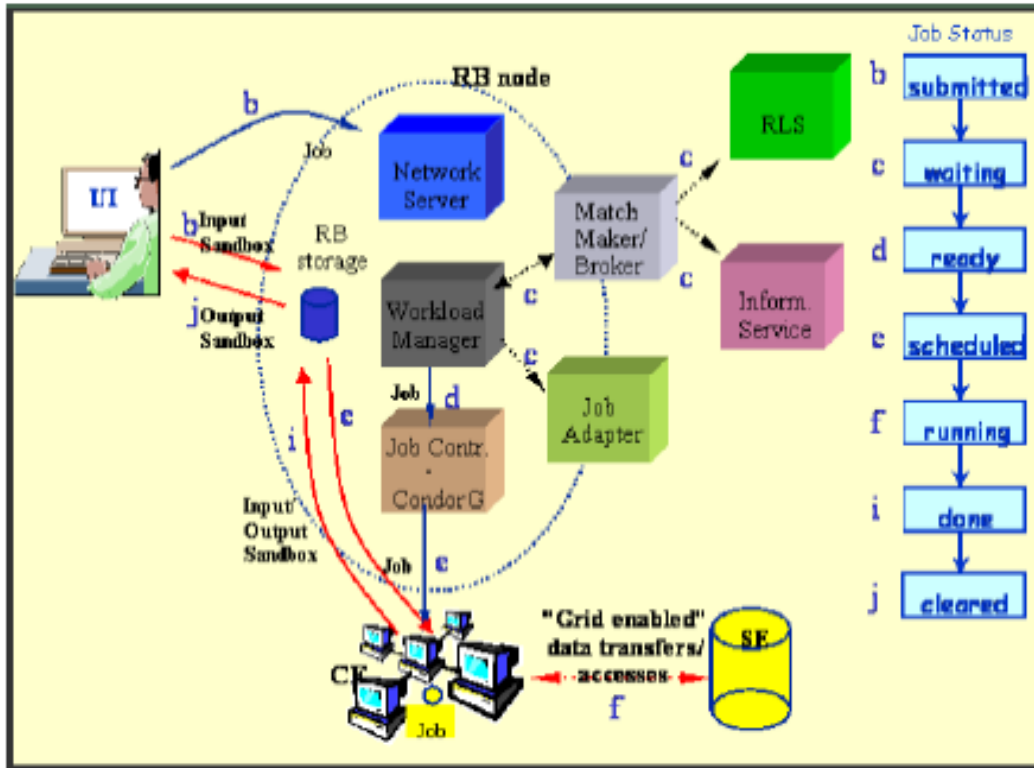 Job Status
RB node
b
b
submitted
RLS
Job
Network
Server
c
c
waiting
UI
Match
Maker/
Broker
b
Input
Sandbox
RB
storage
d
ready
c
c
j
Output
Sandbox
Workload
Manager
Inform.
Service
e
scheduled
c
Job
d
e
Job
Adapter
f
running
i
Job Contr.
-
CondorG
Input/
Output
Sandbox
i
done
Job
e
j
cleared
"Grid enabled"
data transfers/
accesses
SE
CE
f
Job